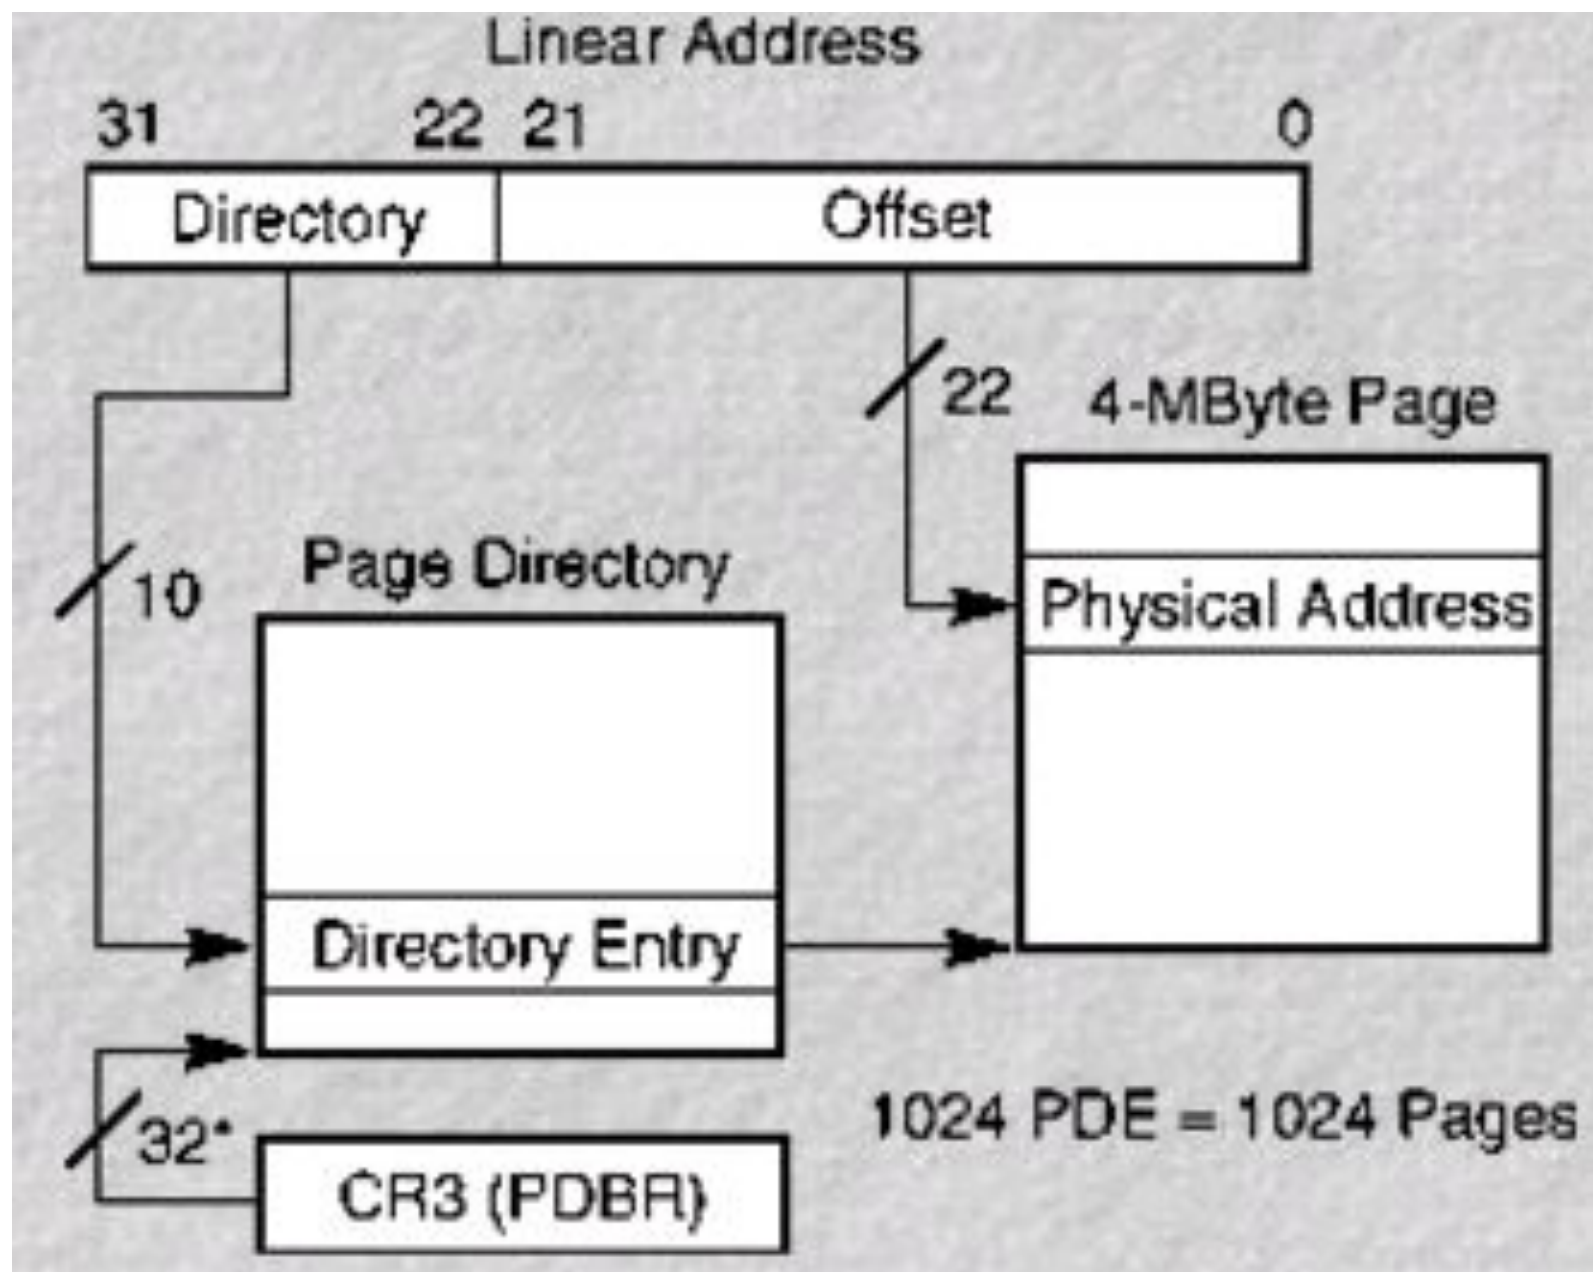 Linear Address
31 22 21 0
Directory Offset
22
4-MByte Page
10
Page Directory
Physical Address
Directory Entry
32*
1024 PDE = 1024 Pages
CR3 (PDBR)